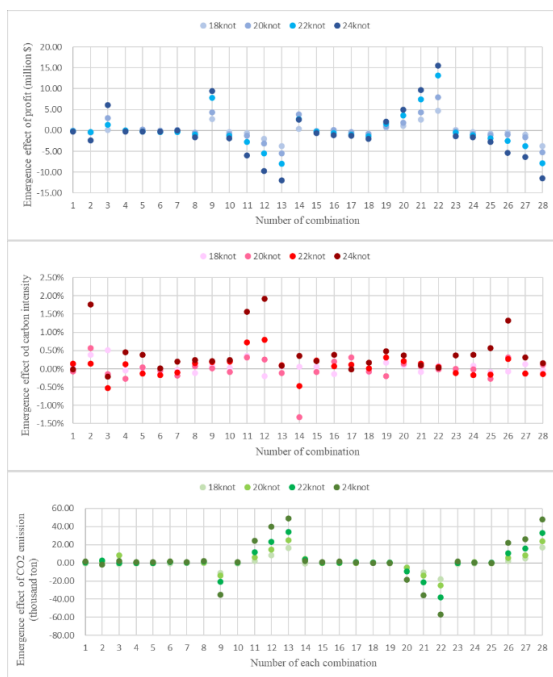 18knot 20knot 22knot 24knot
Emergence effect of profit (million $)
20.00
15.00
10.00
5.00
0.00
-5.00
-10.00
-15.00
1 2 3 4 5 6 7 8 9 10 11 12 13 14 15 16 17 18 19 20 21 22 23 24 25 26 27 28
Number of combination
18knot 20knot 22knot 24knot
Emergence effect od carbon intensity
2.50%
2.00%
1.50%
1.00%
0.50%
0.00%
-0.50%
-1.00%
-1.50%
1 2 3 4 5 6 7 8 9 10 11 12 13 14 15 16 17 18 19 20 21 22 23 24 25 26 27 28
Number of combination
18knot 20knot 22knot 24knot
Emergence effect of CO2 emission
(thousand ton)
60.00
40.00
20.00
0.00
-20.00
-40.00
-60.00
-80.00
1 2 3 4 5 6 7 8 9 10 11 12 13 14 15 16 17 18 19 20 21 22 23 24 25 26 27 28
Number of each combination